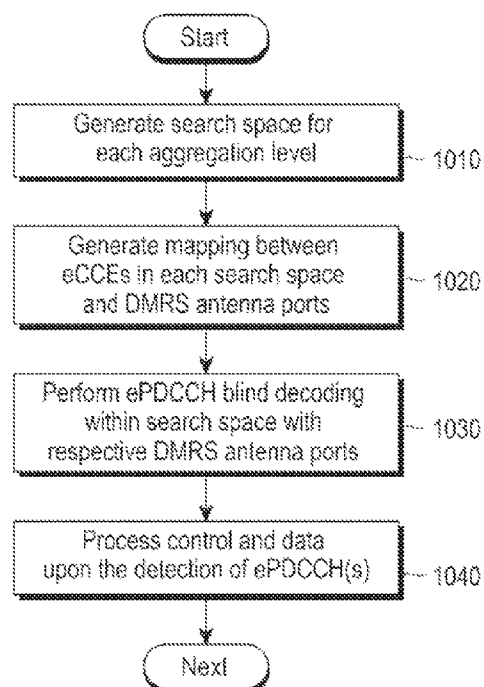 Start
Generate search space for
each aggregation level
1010
Generate mapping between
eCCEs in each search space
and DMRS antenna ports
1020
Perform ePDCCH blind decoding
within search space with
respective DMRS antenna ports
1030
Process control and data
upon the detection of ePDCCH(s)
1040
Next